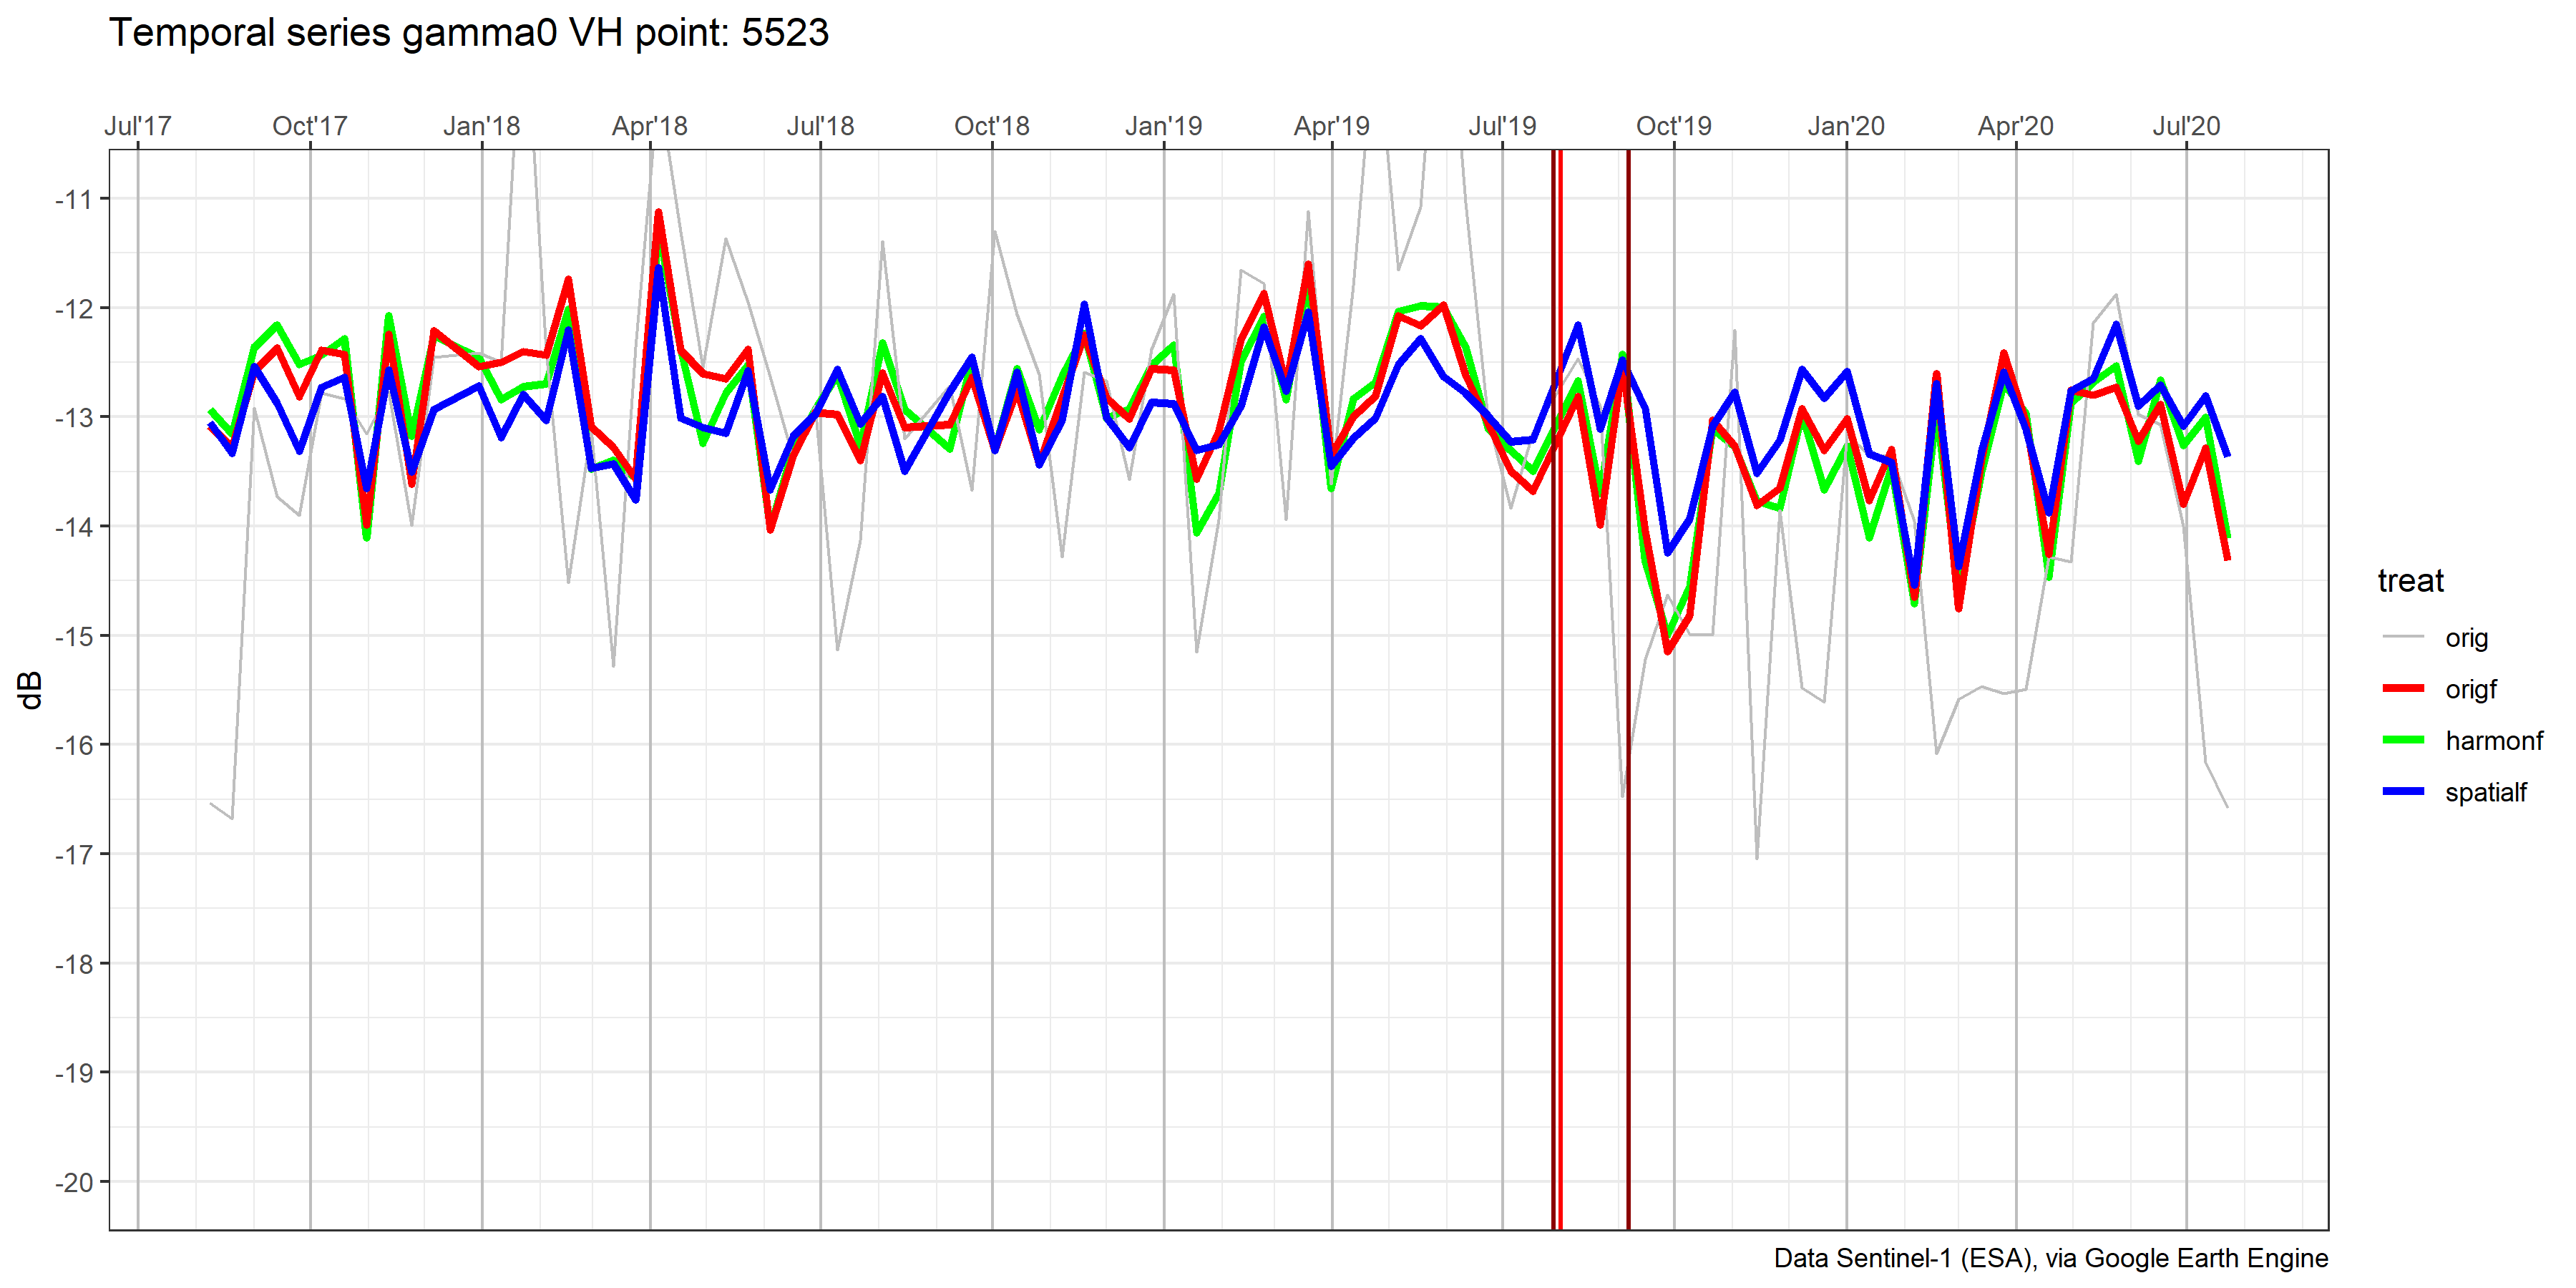 Temporal series gamma0 VH point: 5523
Jul'17 Oct'17 Jan'18 Apr'18 Jul'18 Oct'18 Jan'19 Apr'19 Jul'19 Oct'19 Jan'20 Apr'20 Jul'20
-11
-12
-13
-14
-15
-16
-17
-18
-19
-20
dB
treat
orig
origf
harmonf
spatialf
Data Sentinel-1 (ESA), via Google Earth Engine